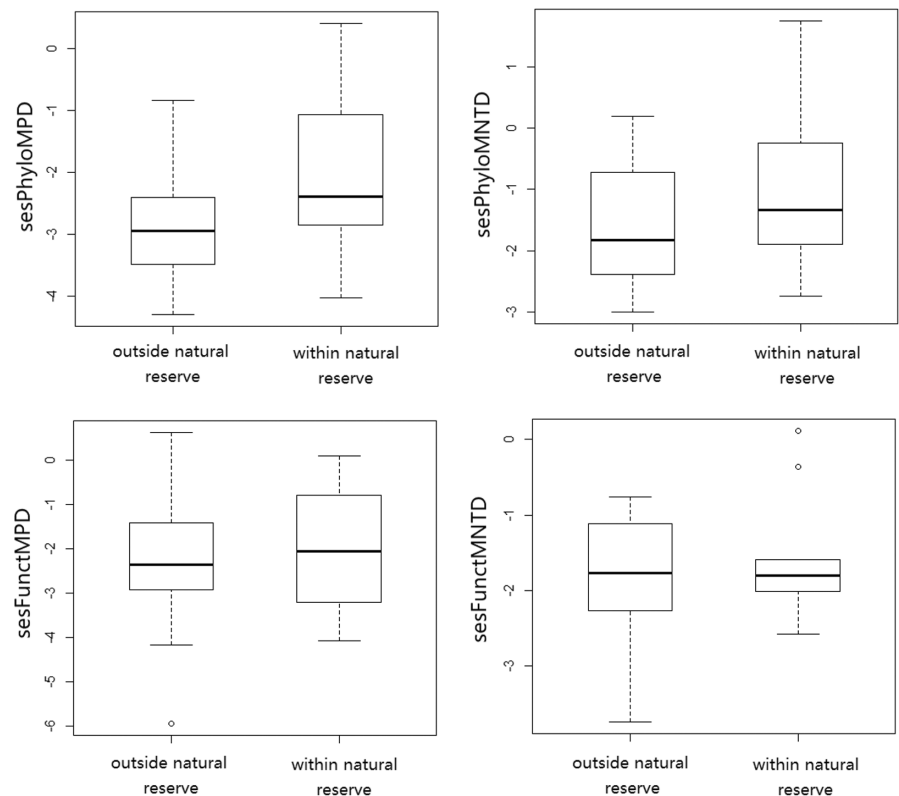 sesPhyloMPD
0
-1
-2
-3
-4
outside natural
reserve
within natural
reserve
sesPhyloMNTD
1
0
-1
-2
-3
outside natural
reserve
within natural
reserve
sesFunctMPD
0
-1
-2
-3
-4
-5
-6
outside natural
reserve
within natural
reserve
sesFunctMNTD
0
-1
-2
-3
outside natural
reserve
within natural
reserve